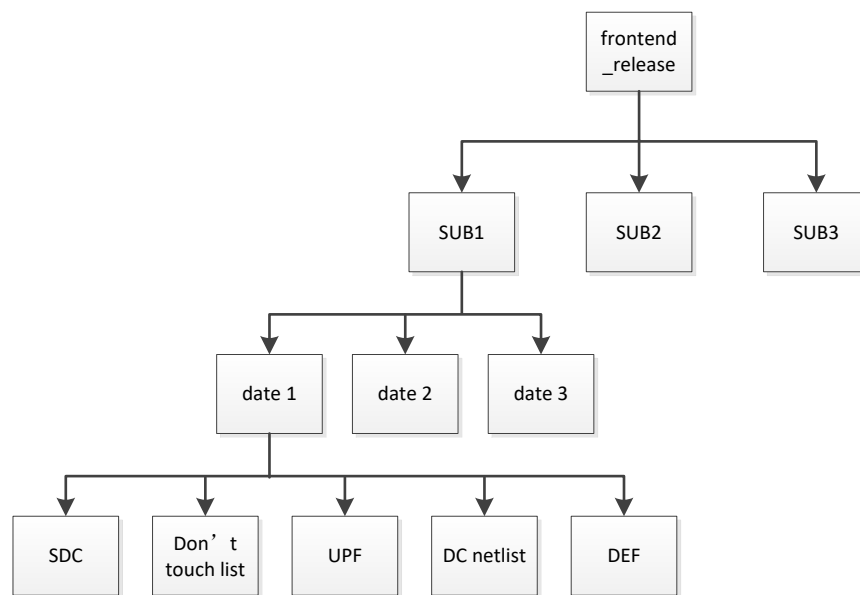 frontend
_release
SUB1
SUB2
SUB3
date 1
date 2
date 3
SDC
Don’t
touch list
UPF
DC netlist
DEF